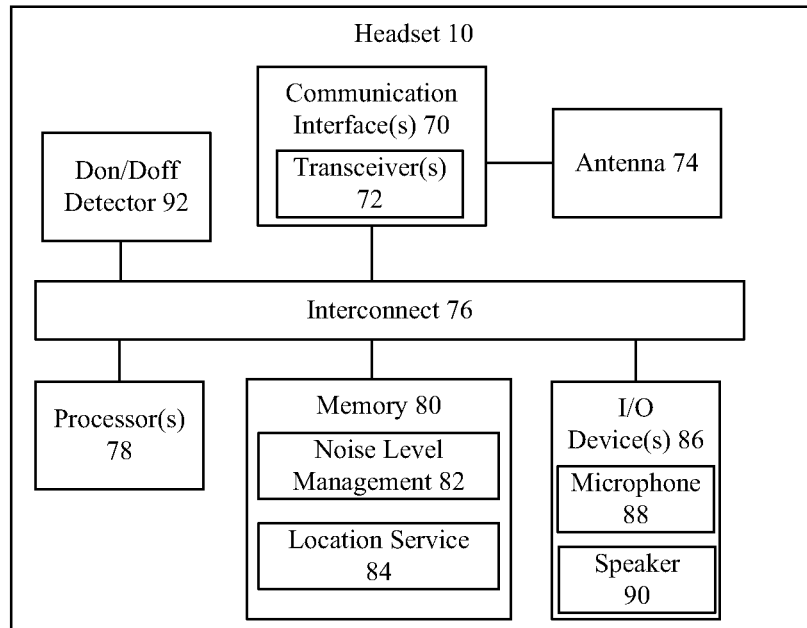 Headset 10
Communication
Interface(s) 70
Transceiver(s)
72
Antenna 74
Don/Doff
Detector 92
Interconnect 76
Processor(s)
78
Memory 80
Noise Level
Management 82
Location Service
84
I/O
Device(s) 86
Microphone
88
Speaker
90